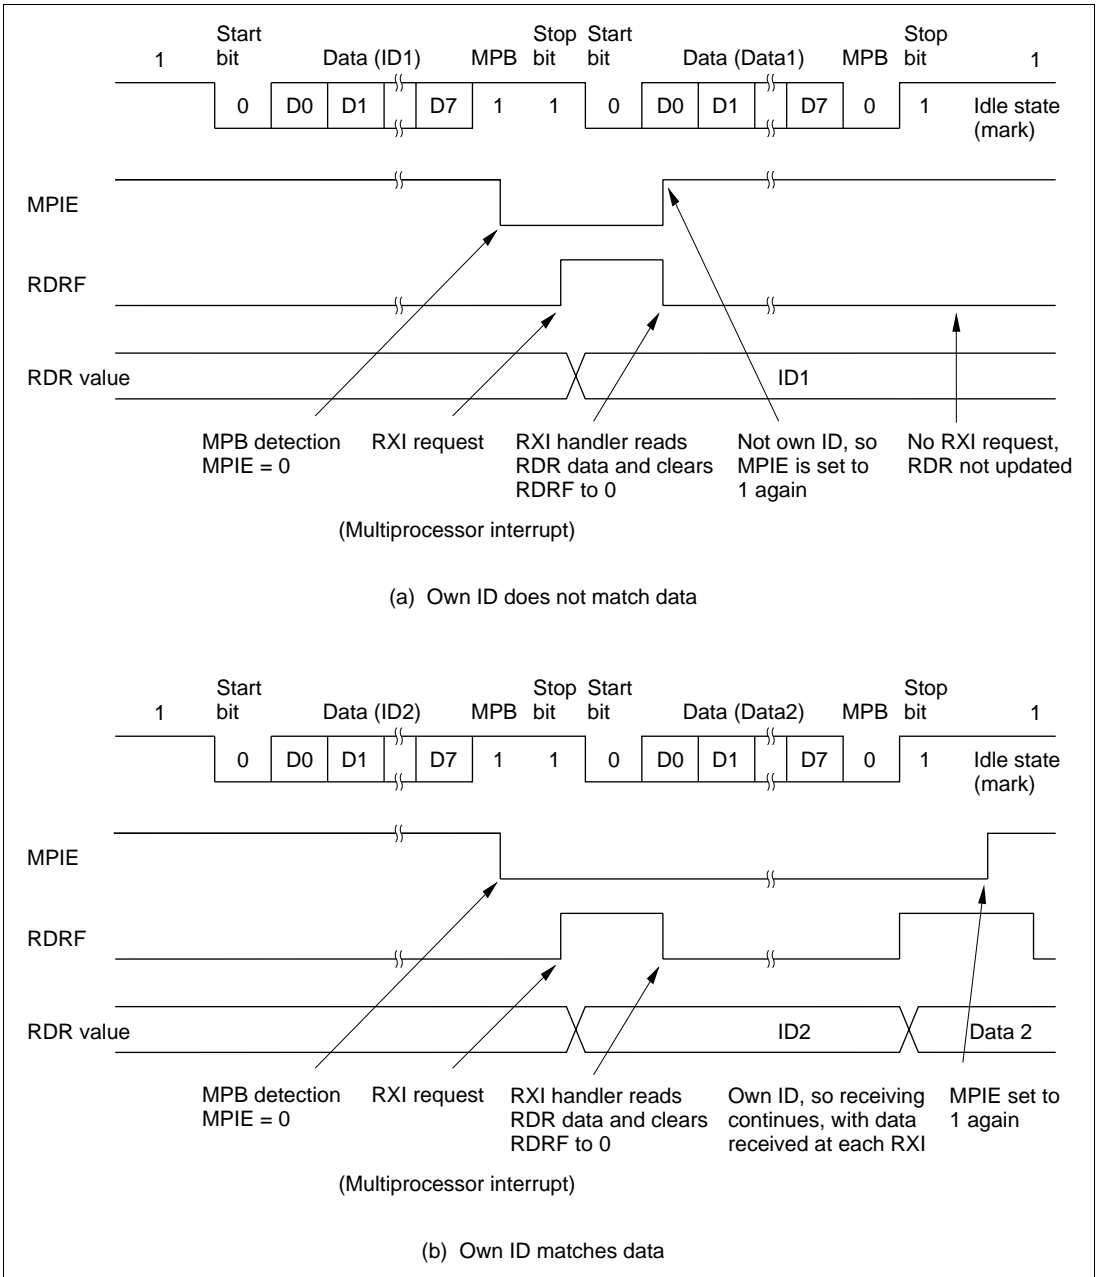 Start Stop Start Stop
1 bit Data (ID1) MPB bit bit Data (Data1) MPB bit 1
0 D0 D1 D7 1 1 0 D0 D1 D7 0 1 Idle state
(mark)
MPIE
RDRF
RDR value ID1
MPB detection
MPIE = 0
RXI request
RXI handler reads
RDR data and clears
RDRF to 0
Not own ID, so
MPIE is set to
1 again
No RXI request,
RDR not updated
(Multiprocessor interrupt)
(a) Own ID does not match data
Start Stop Start Stop
1 bit Data (ID2) MPB bit bit Data (Data2) MPB bit 1
0 D0 D1 D7 1 1 0 D0 D1 D7 0 1 Idle state
(mark)
MPIE
RDRF
RDR value ID2 Data 2
MPB detection
MPIE = 0
RXI request
RXI handler reads
RDR data and clears
RDRF to 0
Own ID, so receiving
continues, with data
received at each RXI
MPIE set to
1 again
(Multiprocessor interrupt)
(b) Own ID matches data